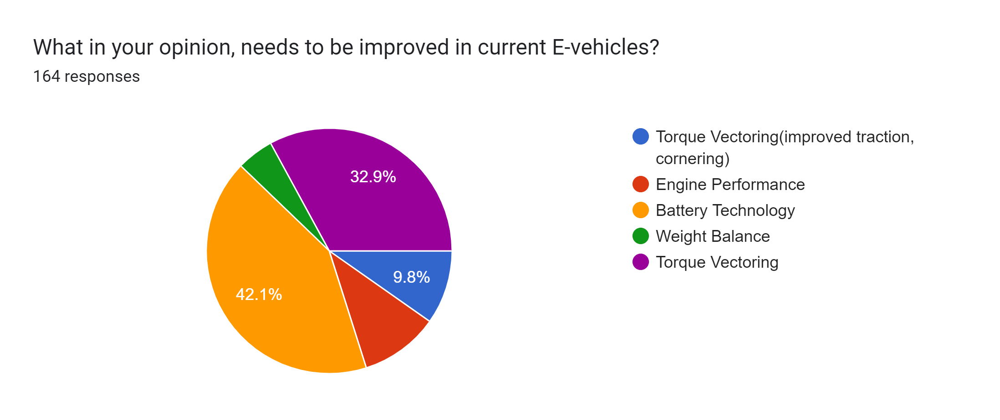 What in your opinion, needs to be improved in current E-vehicles?
164 responses
32.9%
9.8%
42.1%
Torque Vectoring(improved traction,
cornering)
Engine Performance
Battery Technology
Weight Balance
Torque Vectoring